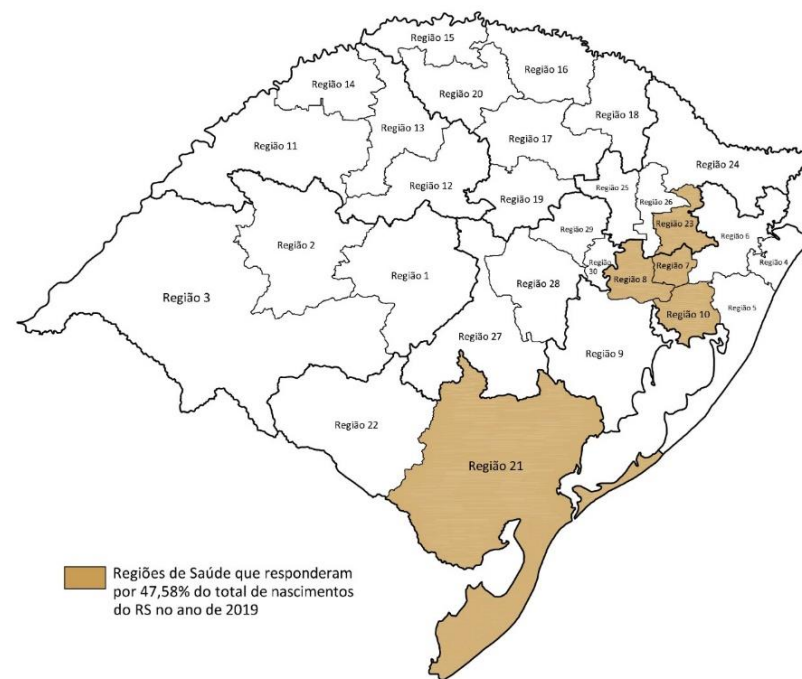 Região 15
Região 16
Região 14
Região 20
Região 18
Região 13
Região 17
Região 11
Região 24
Região 12
Região 19
Região 25
Região 26
Região 23
Região 29
Região 6
Região 2
Região 4
Região 7
Região
30
Região 1
Região 8
Região 28
Região 3
Região 5
Região 10
Região 27
Região 9
Região 22
Região 21
Regiões de Saúde que responderam
por 47,58% do total de nascimentos
do RS no ano de 2019